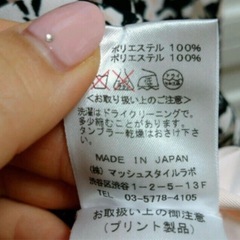 ポリエステル 100%
ポリエステル 100%
<お取り扱い上のご注意>
洗濯はドライクリーニングで。
多少縮むことがあります。
タンブラー乾燥はお避け下さい。
MADE IN JAPAN
(株)マッシュスタイルラボ
渋谷区渋谷1-2-5-13F
03-5778-4105
お取扱い上の御注意
(プリント製品)